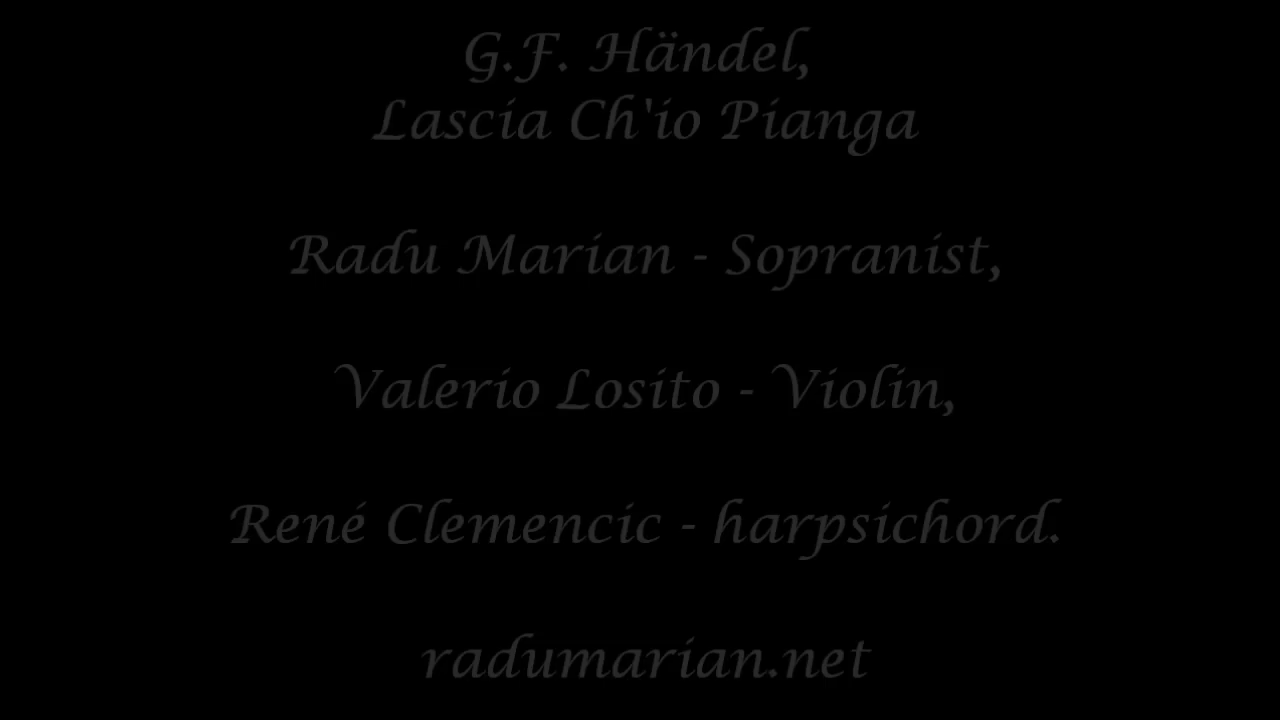 G.F. Händel,
Lascia Ch'io Pianga
Radu Marian - Sopranist,
Valerio Losito - Violin,
René Clemencic - harpsichord.
radumarian.net